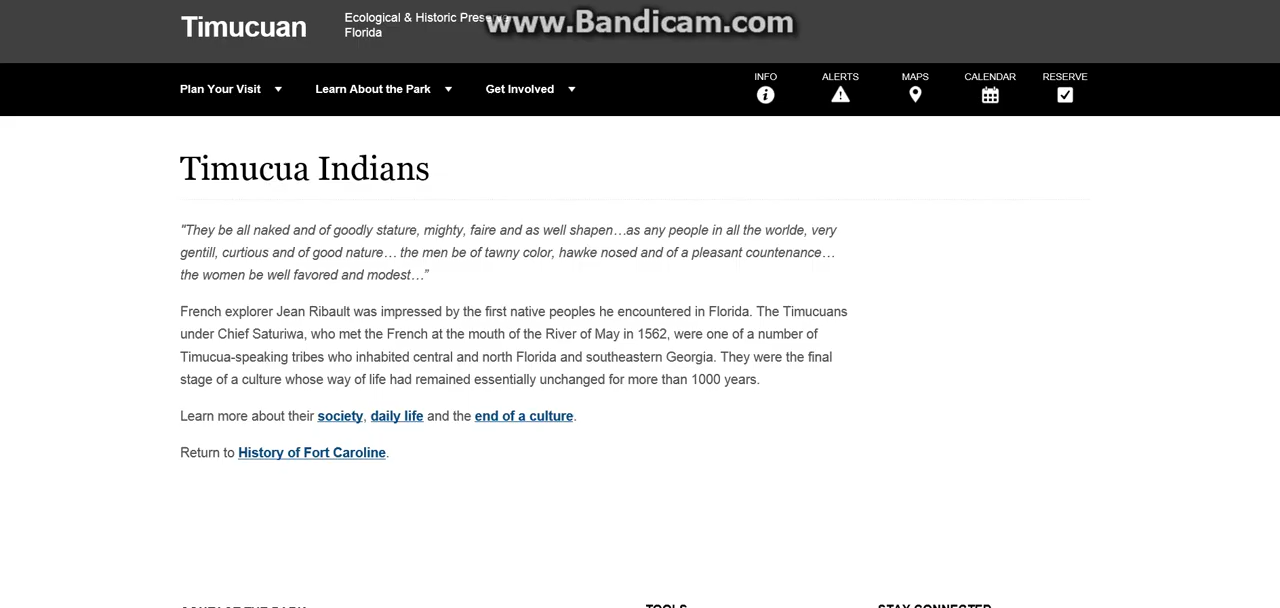 Timucuan
Ecological & Historic
Florida
www.Bandicam.com
Plan Your Visit
Learn About the Park
Get Involved
INFO
ALERTS
MAPS
CALENDAR
RESERVE
Timucua Indians
"They be all naked and of goodly stature, mighty, faire and as well shapen…as any people in all the worlde, very
gentill, curtious and of good nature… the men be of tawny color, hawke nosed and of a pleasant countenance…
the women be well favored and modest…”
French explorer Jean Ribault was impressed by the first native peoples he encountered in Florida. The Timucuans
under Chief Saturiwa, who met the French at the mouth of the River of May in 1562, were one of a number of
Timucua-speaking tribes who inhabited central and north Florida and southeastern Georgia. They were the final
stage of a culture whose way of life had remained essentially unchanged for more than 1000 years.
Learn more about their society, daily life and the end of a culture.
Return to History of Fort Caroline.
TOOLS
STAY CONNECTED